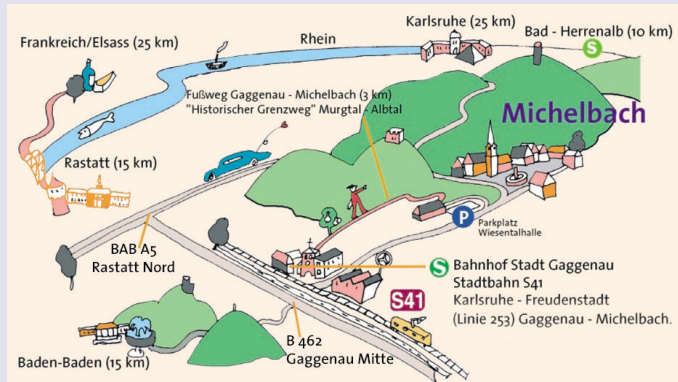 Karlsruhe (25 km)
Bad - Herrenalb (10 km)
Frankreich/Elsass (25 km)
Rhein
S
Fußweg Gaggenau - Michelbach (3 km)
"Historischer Grenzweg" Murgtal - Albtal
Michelbach
Rastatt (15 km)
P
Parkplatz
Wiesentalhalle
BAB A5
Rastatt Nord
S
Bahnhof Stadt Gaggenau
Stadtbahn S41
Karlsruhe - Freudenstadt
(Linie 253) Gaggenau - Michelbach.
S41
B 462
Gaggenau Mitte
Baden-Baden (15 km)